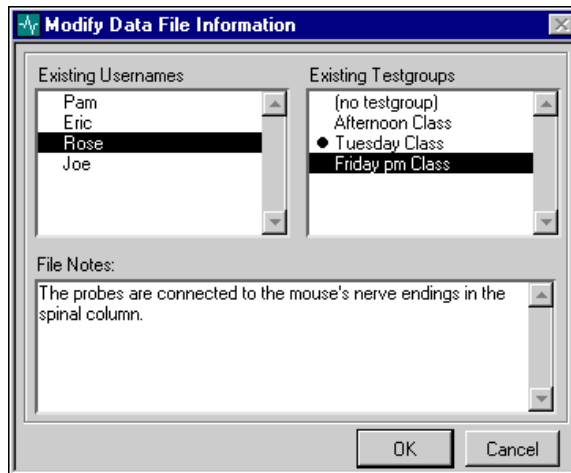 Modify Data File Information
Existing Usernames
Pam
Eric
Rose
Joe
Existing Testgroups
(no testgroup)
Afternoon Class
Tuesday Class
Friday pm Class
File Notes:
The probes are connected to the mouse's nerve endings in the
spinal column.
OK
Cancel